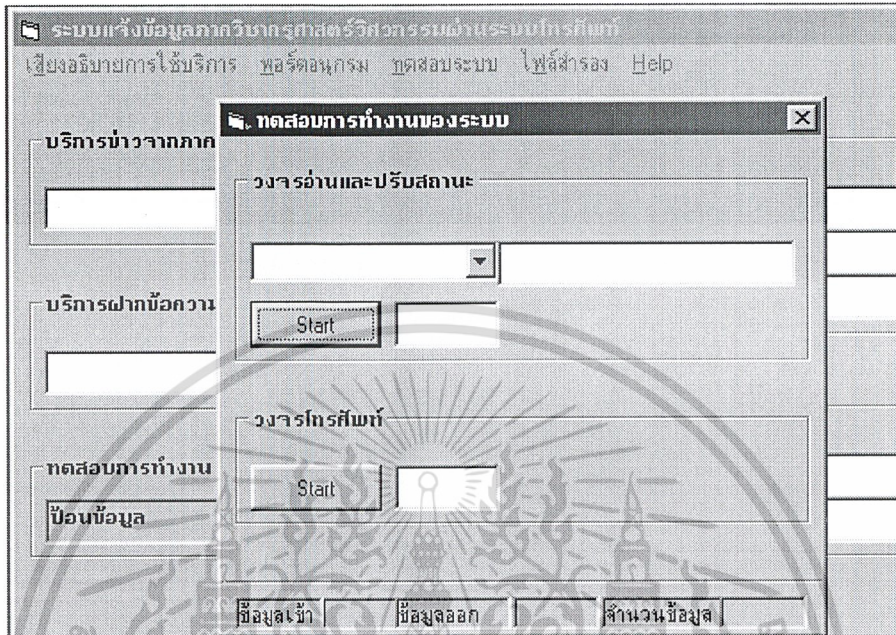 ระบบแจ้งข้อมูลภาควิชาครุศาสตร์วิศวกรรมผ่านระบบโทรศัพท์
เสียงอธิบายการใช้บริการ พอร์ตอนุกรม ทดสอบระบบ ไฟล์สำรอง Help
ทดสอบการทำงานของระบบ
บริการข่าวจากภาค
วงจรอ่านและปรับสถานะ
บริการฝากข้อความ
Start
วงจรโทรศัพท์
ทดสอบการทำงาน
Start
ป้อนข้อมูล
ข้อมูลเข้า ข้อมูลออก จำนวนข้อมูล